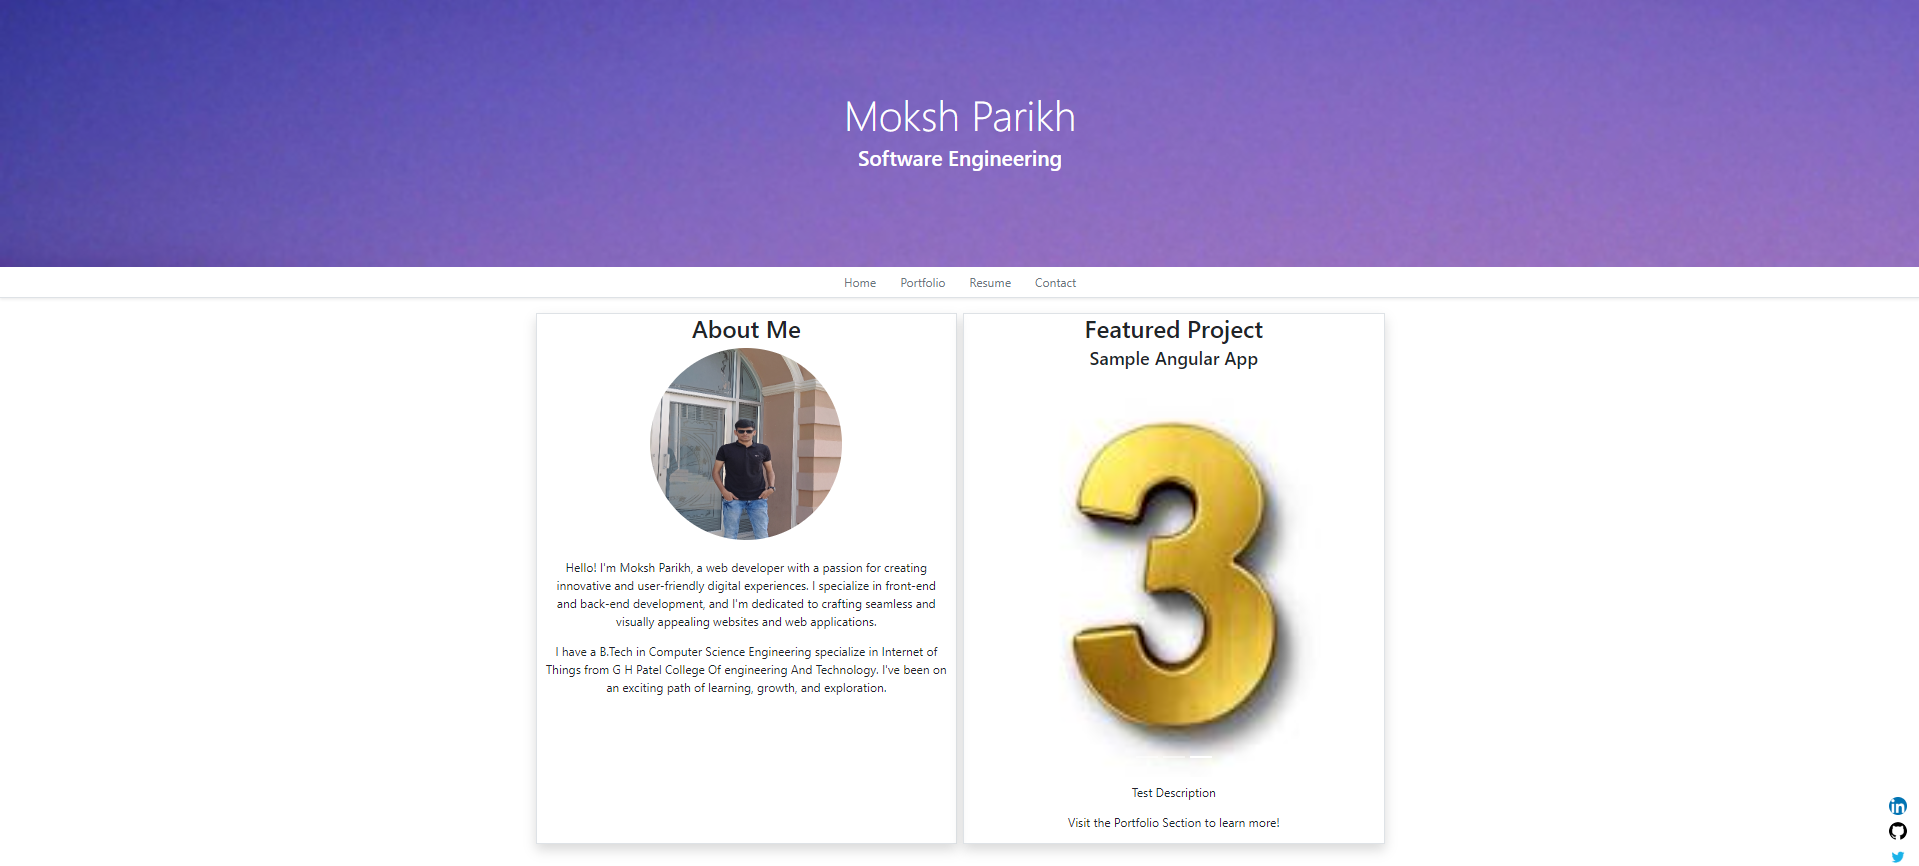 Moksh Parikh
Software Engineering
Home Portfolio Resume Contact
About Me
Hello! I'm Moksh Parikh, a web developer with a passion for creating
innovative and user-friendly digital experiences. I specialize in front-end
and back-end development, and I'm dedicated to crafting seamless and
visually appealing websites and web applications.
I have a B.Tech in Computer Science Engineering specialize in Internet of
Things from G H Patel College Of engineering And Technology. I've been on
an exciting path of learning, growth, and exploration.
Featured Project
Sample Angular App
3
Test Description
Visit the Portfolio Section to learn more!
in